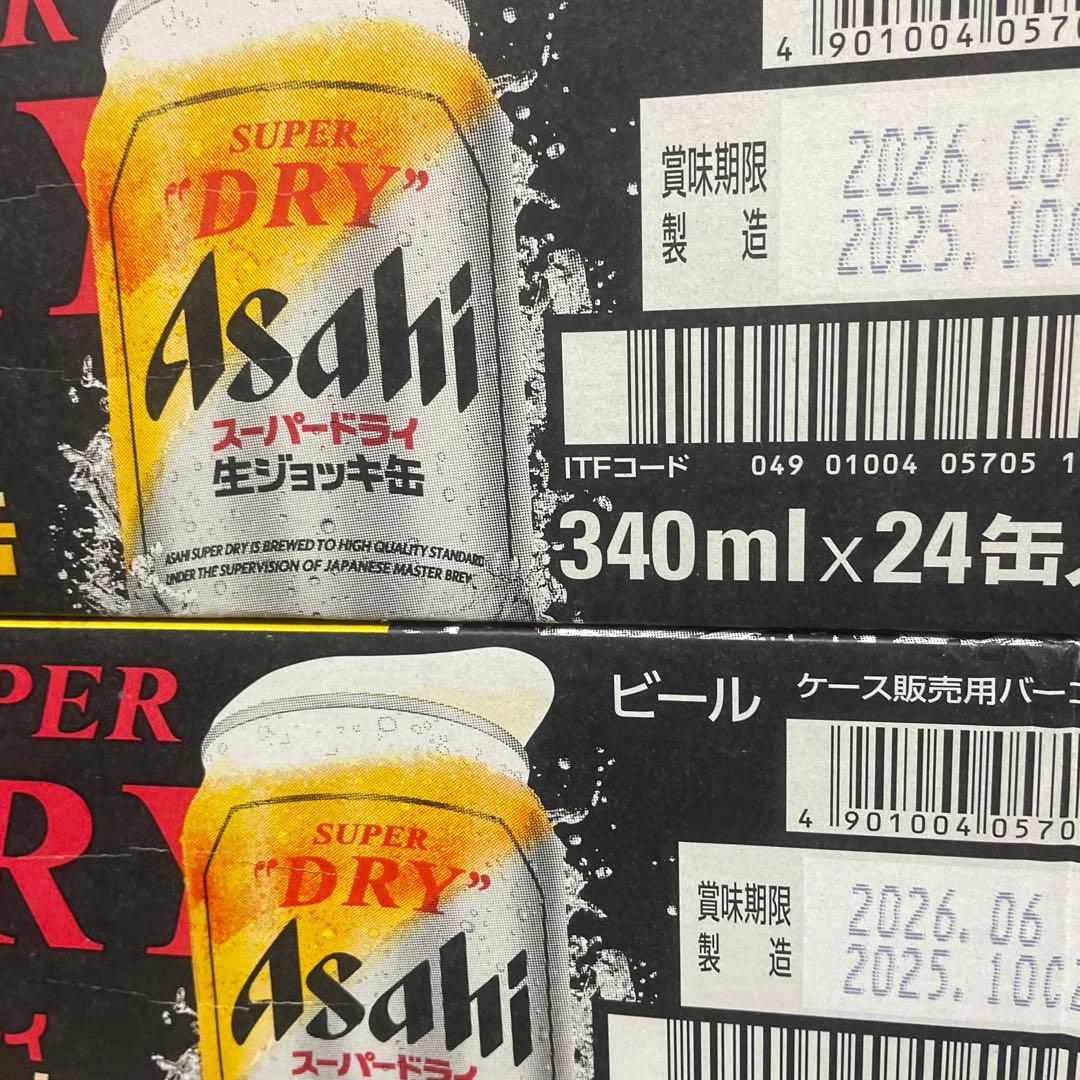 4 901004 0570
賞味期限 2026.06
製造 2025.10
SUPER
"DRY"
Asahi
スーパードライ
生ジョッキ缶
ASAHI SUPER DRY IS BREWED TO HIGH QUALITY STANDARD
UNDER THE SUPERVISION OF JAPANESE MASTER BREW
ITFコード 049 01004 05705 1
340ml×24缶入
缶
PER
RY
ビール
ケース販売用バーコ
4 901004 0570
賞味期限 2026.06
製造 2025.10
SUPER
"DRY"
Asahi
スーパードライ